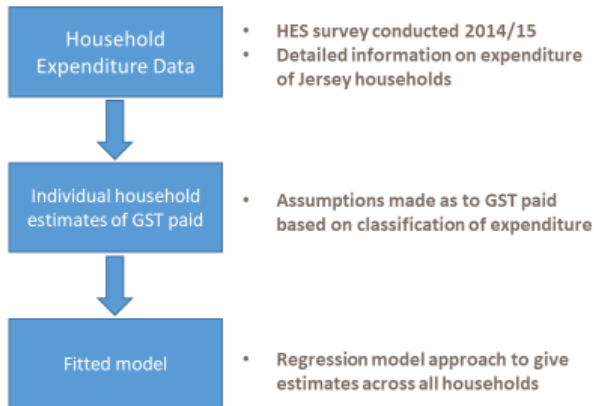 Household
Expenditure Data
• HES survey conducted 2014/15
• Detailed information on expenditure
of Jersey households
Individual household
estimates of GST paid
• Assumptions made as to GST paid
based on classification of expenditure
Fitted model
• Regression model approach to give
estimates across all households